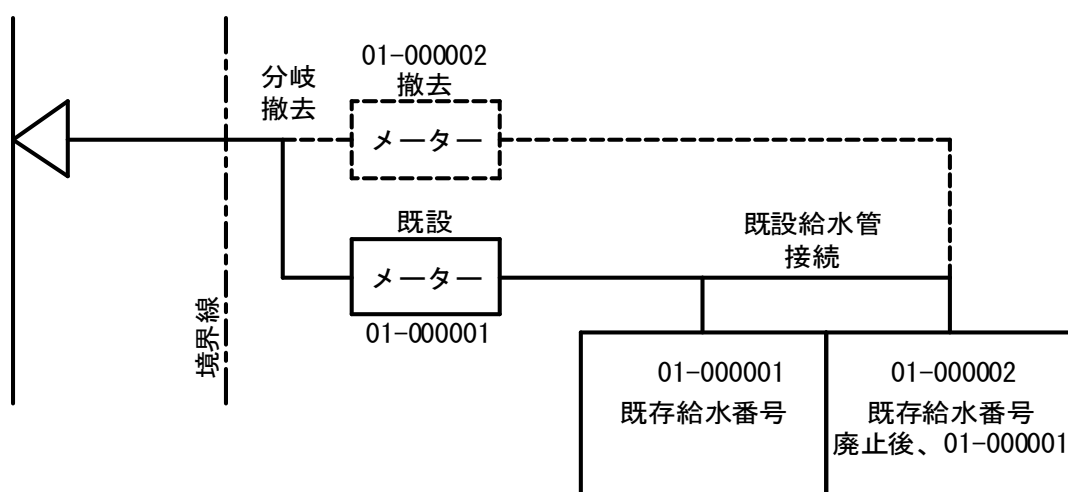 01-000002
撤去
分岐
撤去
メーター
既設
メーター
01-000001
既設給水管
接続
境界線
01-000001
既存給水番号
01-000002
既存給水番号
廃止後、01-000001